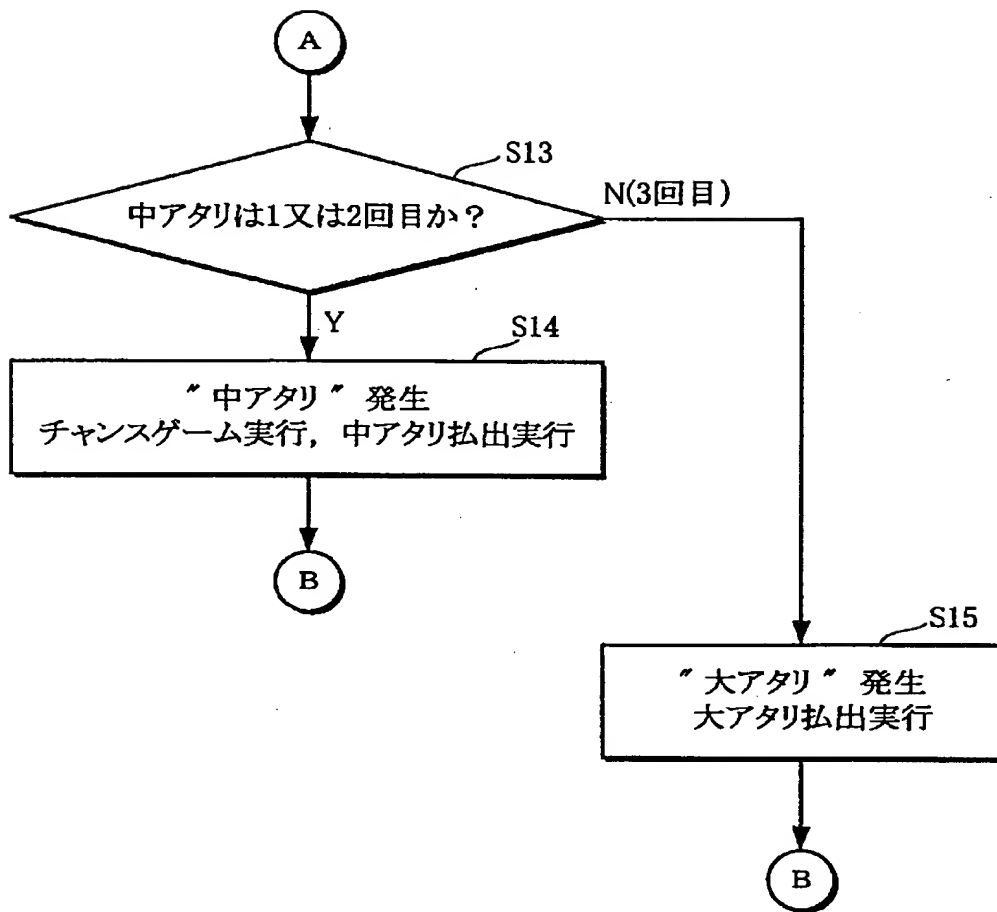 A
S13
中アタリは1又は2回目か?
N(3回目)
Y
S14
〃中アタリ〃 発生
チャンスゲーム実行, 中アタリ払出実行
B
S15
〃大アタリ〃 発生
大アタリ払出実行
B